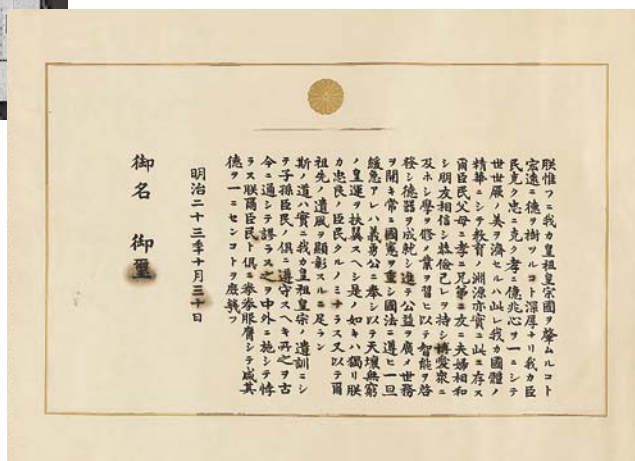 朕惟フニ我カ皇祖皇宗國ヲ肇ムルコト
宏遠ニ德ヲ樹ツルコト深厚ナリ我カ臣
民克ク忠ニ克ク孝ニ億兆心ヲ一ニシテ
世世厥ノ美ヲ濟セルハ此レ我カ國體ノ
精華ニシテ教育ノ淵源亦實ニ此ニ存ス
爾臣民父母ニ孝ニ兄弟ニ友ニ夫婦相和
シ朋友相信シ恭儉己レヲ持シ博愛衆ニ
及ホシ學ヲ修メ業ヲ習ヒ以テ智能ヲ啓
發シ德器ヲ成就シ進テ公益ヲ廣メ世務
ヲ開キ常ニ國憲ヲ重シ國法ニ遵ヒ一旦
緩急アレハ義勇公ニ奉シ以テ天壤無窮
ノ皇運ヲ扶翼スヘシ是ノ如キハ獨リ朕
カ忠良ノ臣民タルノミナラス又以テ爾
祖先ノ遺風ヲ顯彰スルニ足ラン
斯ノ道ハ實ニ我カ皇祖皇宗ノ遺訓ニシ
テ子孫臣民ノ俱ニ遵守スヘキ所之ヲ古
今ニ通シテ謬ラス之ヲ中外ニ施シテ悖
ラス朕爾臣民ト俱ニ拳拳服膺シテ咸其
德ヲ一ニセンコトヲ庶幾フ
明治二十三秊十月三十日
御名 御璽